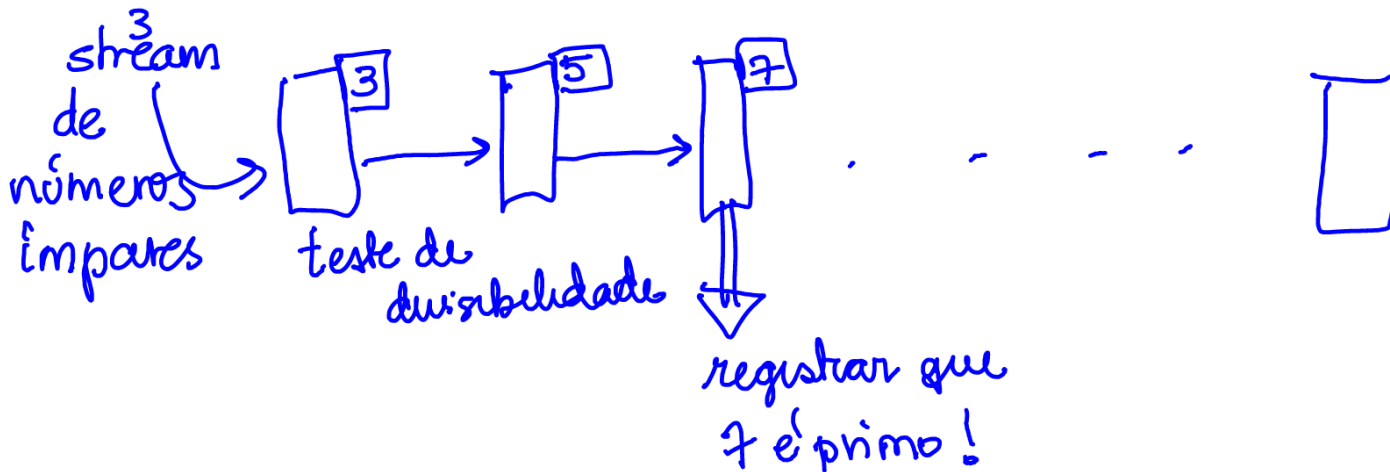 3
stream
de
números
ímpares
3
5
7
teste de
divisibilidade
registrar que
7 é primo!